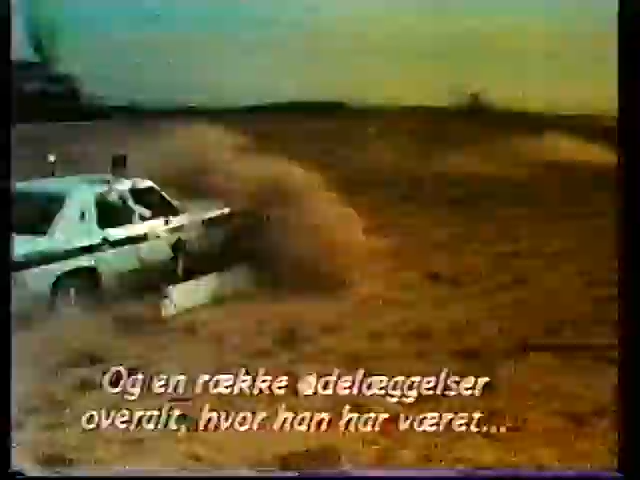 Og en række ødelæggelser
overalt, hvor han har været...